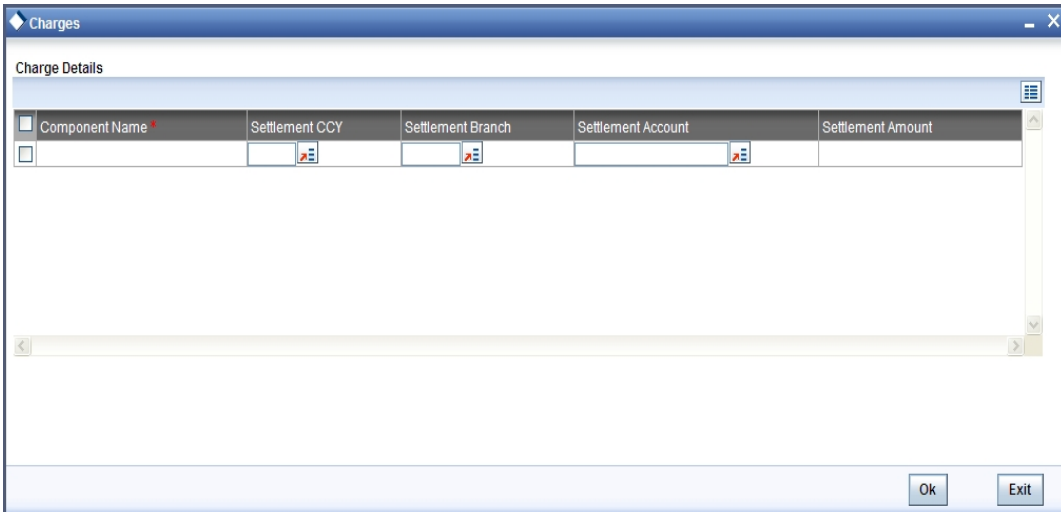 Charges
Charge Details
Component Name * Settlement CCY Settlement Branch Settlement Account Settlement Amount
Ok Exit